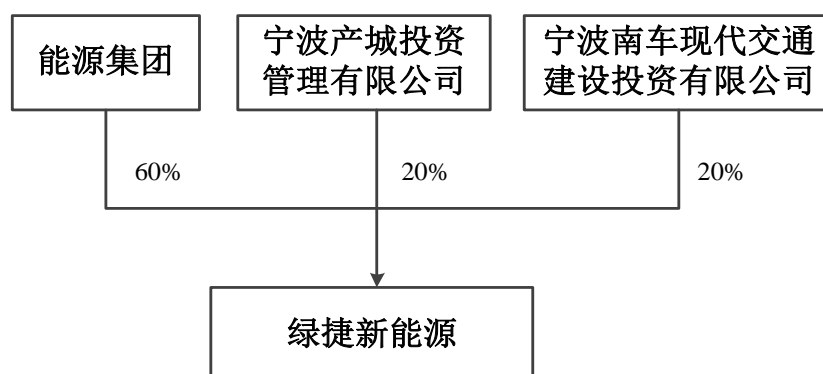 能源集团
宁波产城投资
管理有限公司
宁波南车现代交通
建设投资有限公司
60%
20%
20%
绿捷新能源